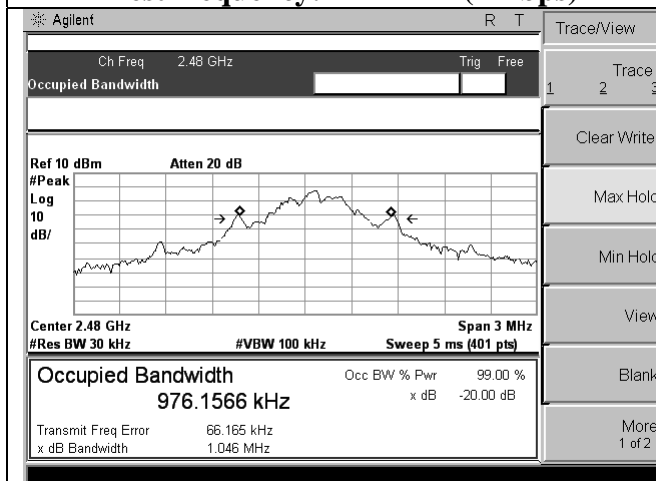 Agilent R T
Trace/View
Ch Freq 2.48 GHz Trig Free
Occupied Bandwidth
Trace
1 2 3
Clear Write
Ref 10 dBm Atten 20 dB
#Peak
Log
10
dB/
Max Hold
Min Hold
Center 2.48 GHz Span 3 MHz
#Res BW 30 kHz #VBW 100 kHz Sweep 5 ms (401 pts)
View
Occupied Bandwidth Occ BW % Pwr 99.00 %
976.1566 kHz x dB -20.00 dB
Blank
Transmit Freq Error 66.165 kHz
x dB Bandwidth 1.046 MHz
More
1 of 2